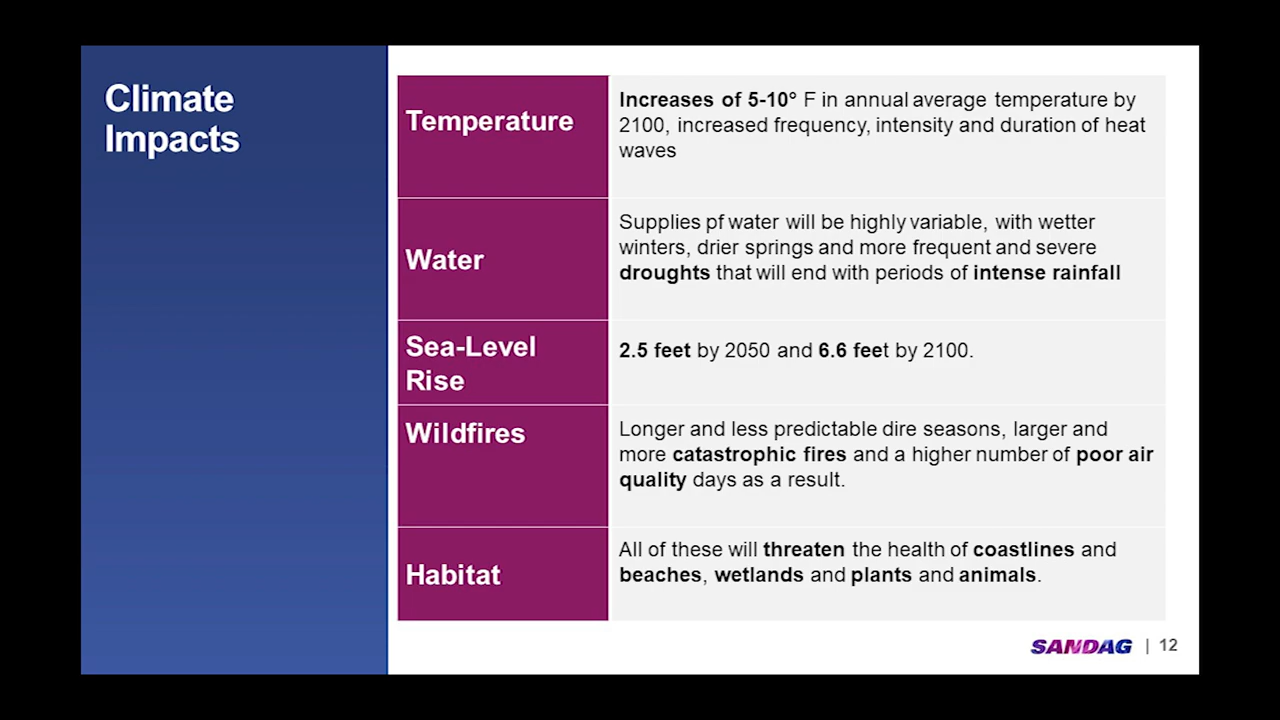 Climate
Impacts
Temperature
Increases of 5-10° F in annual average temperature by
2100, increased frequency, intensity and duration of heat
waves
Water
Supplies pf water will be highly variable, with wetter
winters, drier springs and more frequent and severe
droughts that will end with periods of intense rainfall
Sea-Level
Rise
2.5 feet by 2050 and 6.6 feet by 2100.
Wildfires
Longer and less predictable dire seasons, larger and
more catastrophic fires and a higher number of poor air
quality days as a result.
Habitat
All of these will threaten the health of coastlines and
beaches, wetlands and plants and animals.
SANDAG | 12